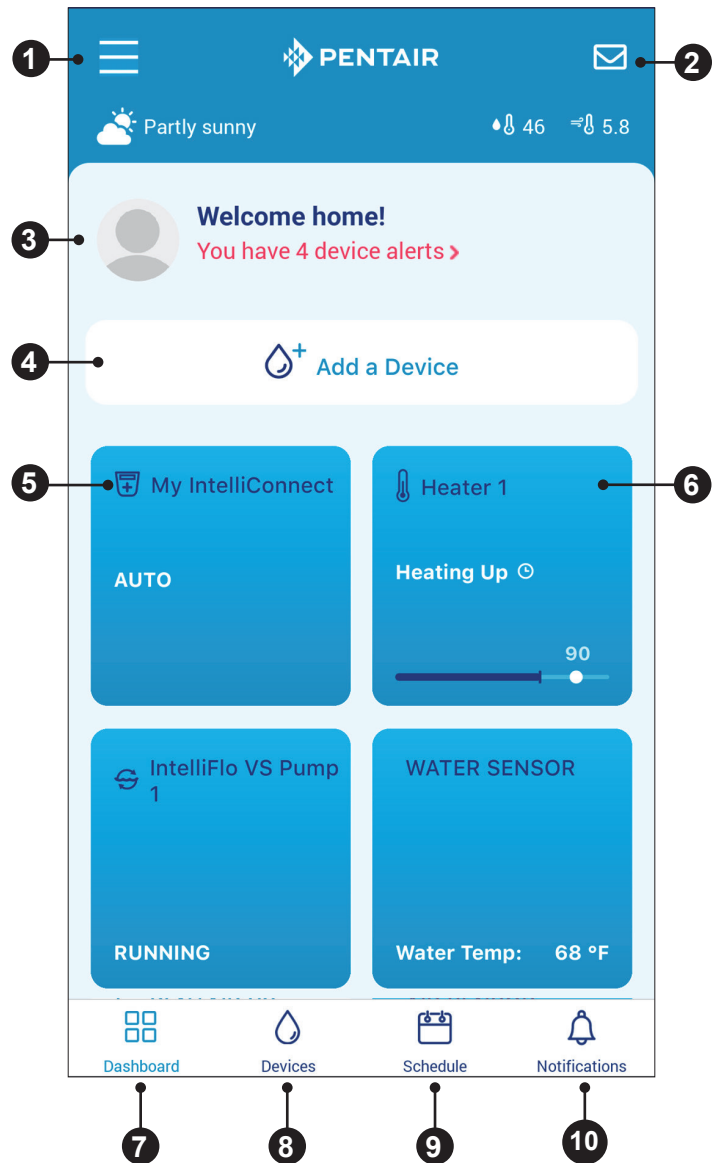 1
PENTAIR
2
Partly sunny
46
5.8
3
Welcome home!
You have 4 device alerts >
4
Add a Device
5
My IntelliConnect
AUTO
6
Heater 1
Heating Up
90
IntelliFlo VS Pump
1
RUNNING
WATER SENSOR
Water Temp: 68 °F
Dashboard
Devices
Schedule
Notifications
7
8
9
10